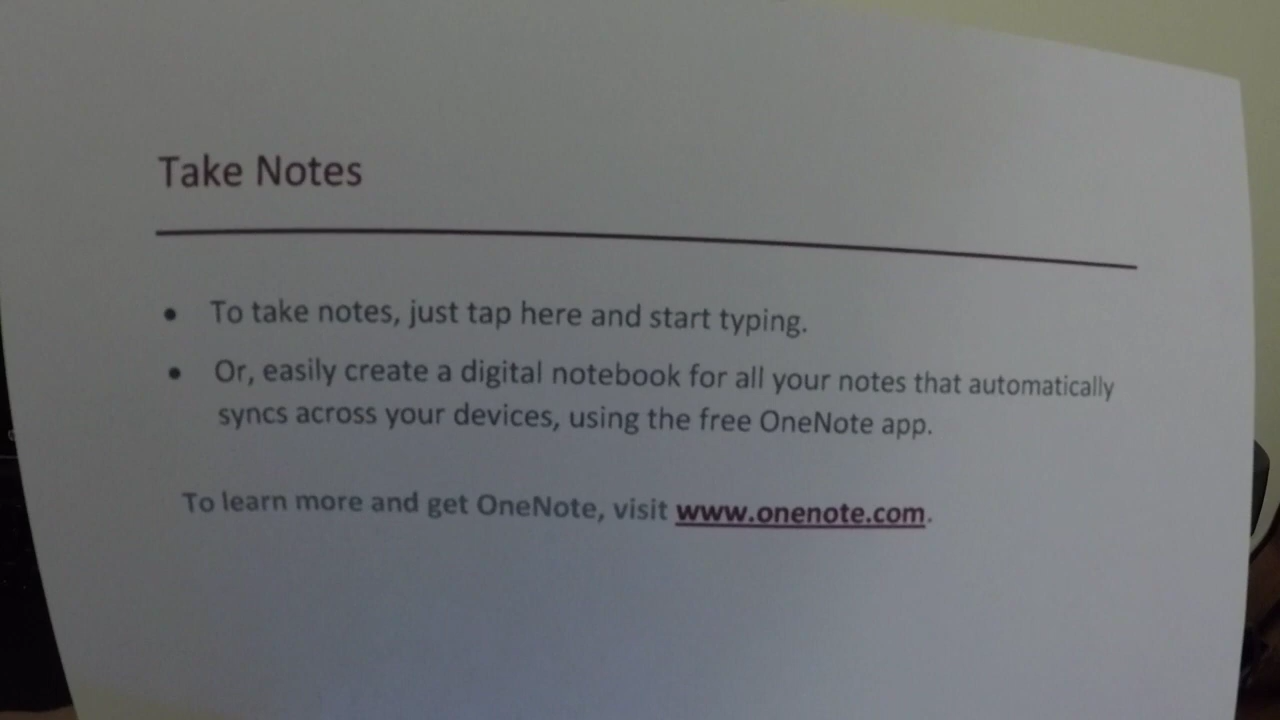 Take Notes
• To take notes, just tap here and start typing.
• Or, easily create a digital notebook for all your notes that automatically
syncs across your devices, using the free OneNote app.
To learn more and get OneNote, visit www.onenote.com.